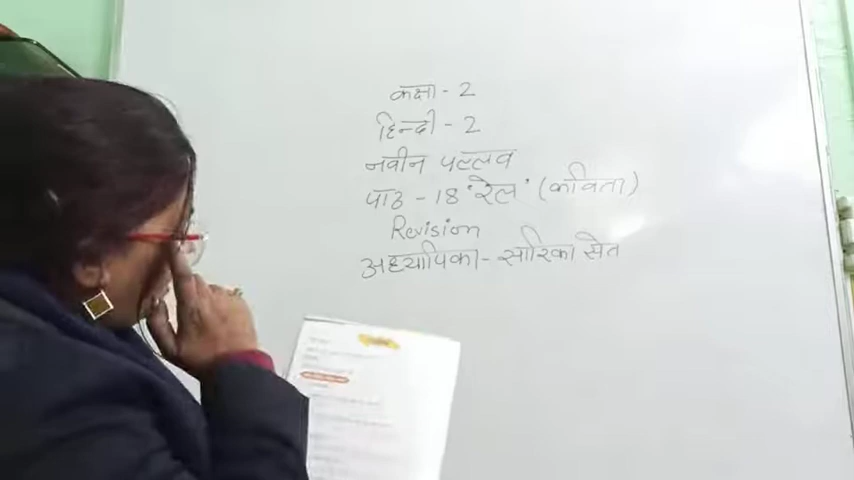 कक्षा - 2
हिन्दी - 2
नवीन पल्लव
पाठ - 18 'रेल' (कविता)
Revision
अध्यापिका - सारिका सेत